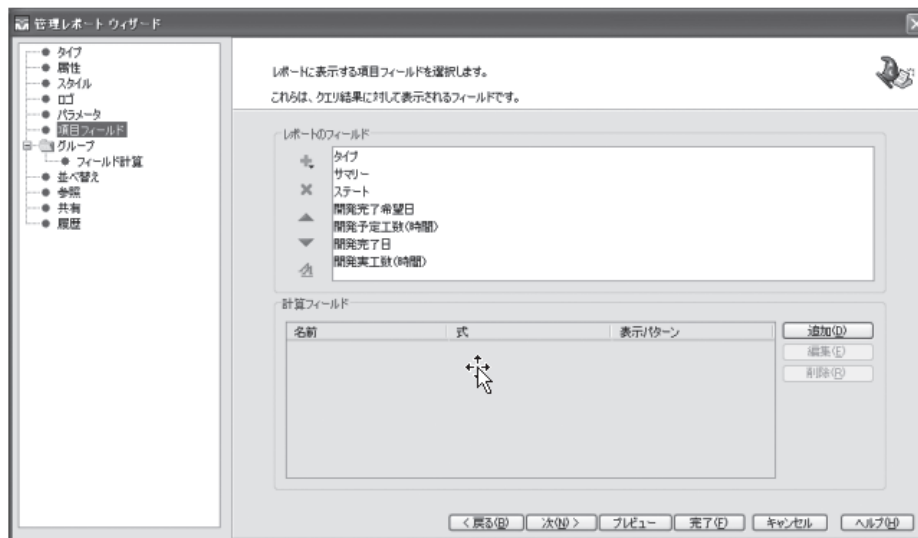 管理レポート ウィザード
タイプ
属性
スタイル
ロゴ
パラメータ
項目フィールド
グループ
フィールド計算
並べ替え
参照
共有
履歴
レポートに表示する項目フィールドを選択します。
これらは、クエリ結果に対して表示されるフィールドです。
レポートのフィールド
タイプ
サマリー
ステート
開発完了希望日
開発予定工数(時間)
開発完了日
開発実工数(時間)
計算フィールド
名前 式 表示パターン
追加(D)
編集(E)
削除(R)
< 戻る(B) 次(N) > プレビュー 完了(F) キャンセル ヘルプ(H)